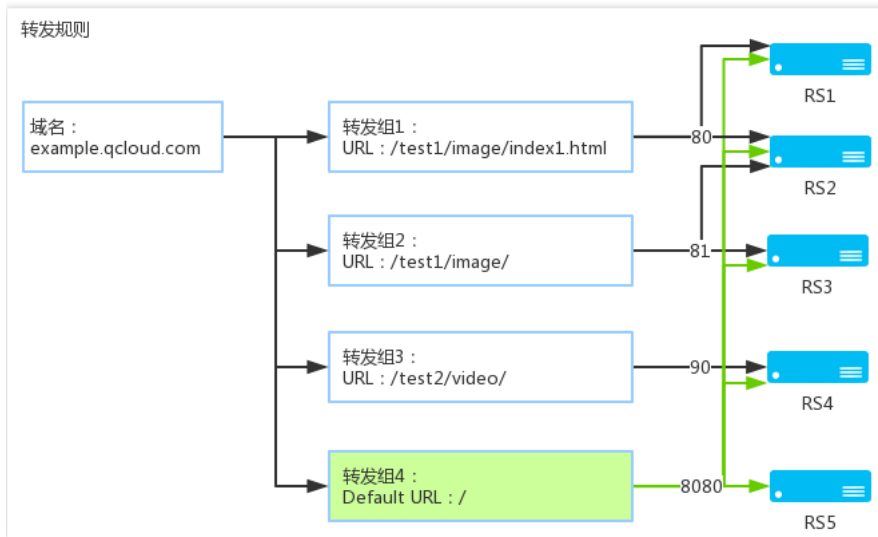 转发规则
域名：
example.qcloud.com
转发组1：
URL：/test1/image/index1.html
80
RS1
RS2
转发组2：
URL：/test1/image/
81
RS3
转发组3：
URL：/test2/video/
90
RS4
转发组4：
Default URL：/
8080
RS5